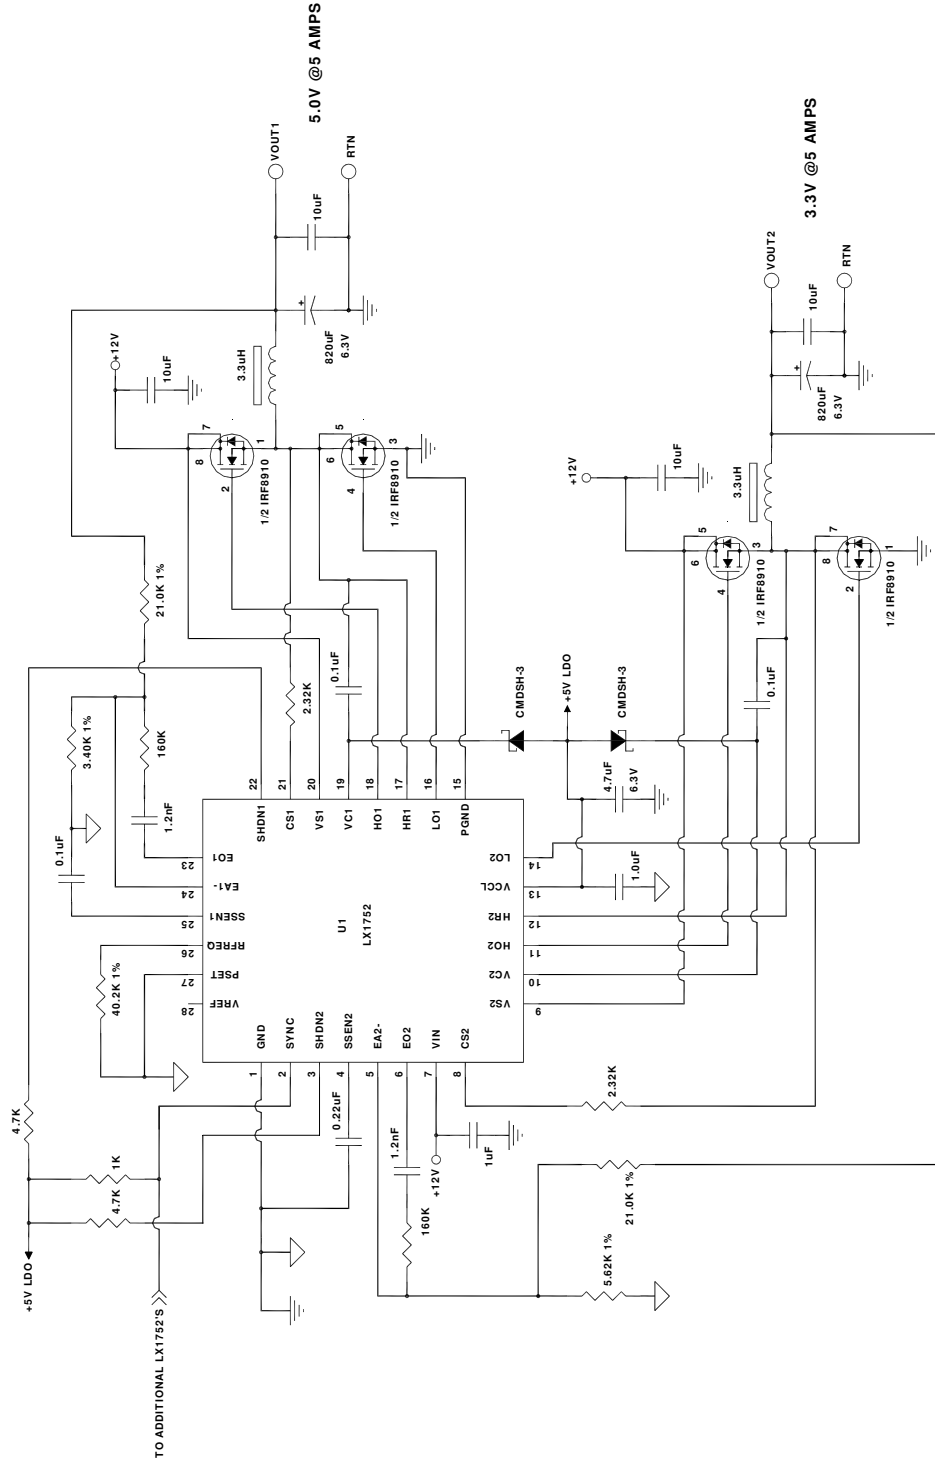 5.0V @5 AMPS
VOUT1
RTN
10uF
820uF
6.3V
+
+12V
10uF
3.3uH
7
8
2
1
1/2 IRF8910
5
6
4
3
1/2 IRF8910
21.0K 1%
3.40K 1%
160K
1.2nF
0.1uF
2.32K
0.1uF
3.3V @5 AMPS
VOUT2
RTN
10uF
820uF
6.3V
+
+12V
10uF
3.3uH
5
6
4
3
1/2 IRF8910
7
8
2
1
1/2 IRF8910
0.1uF
CMDSH-3
+5V LDO
CMDSH-3
4.7uF
6.3V
1.0uF
22
SHDN1
21
CS1
20
VS1
19
VC1
18
HO1
17
HR1
16
LO1
15
PGND
23
EO1
24
EA1-
25
SSEN1
26
RFREQ
27
PSET
28
VREF
U1
LX1752
LO2
14
VCCL
13
HR2
12
HO2
11
VC2
10
VS2
9
GND
1
SYNC
2
SHDN2
3
SSEN2
4
EA2-
5
EO2
6
VIN
7
CS2
8
40.2K 1%
4.7K
1K
4.7K
+5V LDO
TO ADDITIONAL LX1752'S
0.22uF
1.2nF
160K
+12V
1uF
2.32K
21.0K 1%
5.62K 1%